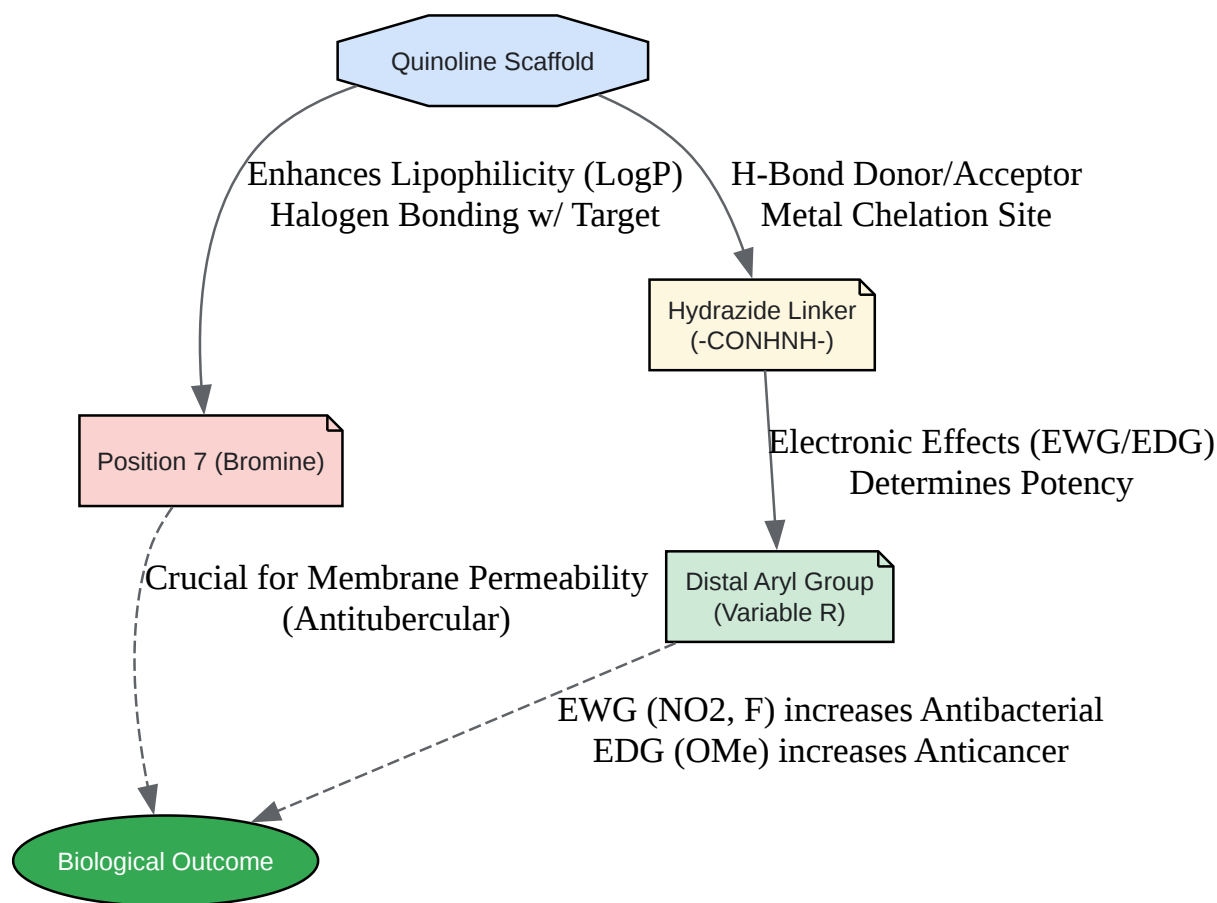 Quinoline Scaffold
Enhances Lipophilicity (LogP)
Halogen Bonding w/ Target
H-Bond Donor/Acceptor
Metal Chelation Site
Hydrazide Linker
(-CONHNH-)
Position 7 (Bromine)
Electronic Effects (EWG/EDG)
Determines Potency
Crucial for Membrane Permeability
(Antitubercular)
Distal Aryl Group
(Variable R)
EWG (NO2, F) increases Antibacterial
EDG (OMe) increases Anticancer
Biological Outcome